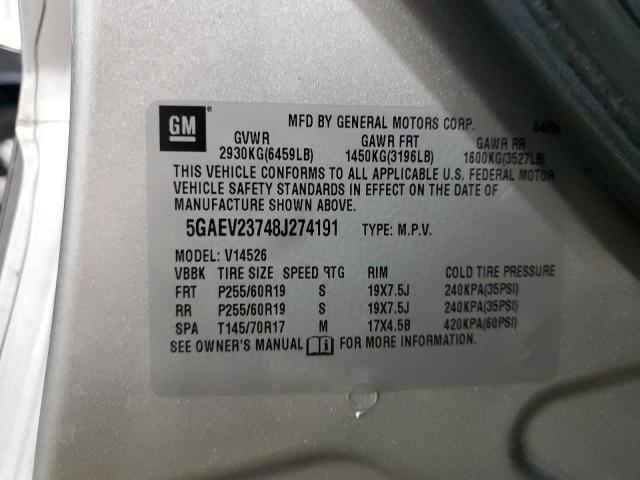 GM
MFD BY GENERAL MOTORS CORP. 04/08
GVWR GAWR FRT GAWR RR
2930KG(6459LB) 1450KG(3196LB) 1600KG(3527LB)
THIS VEHICLE CONFORMS TO ALL APPLICABLE U.S. FEDERAL MOTOR
VEHICLE SAFETY STANDARDS IN EFFECT ON THE DATE OF
MANUFACTURE SHOWN ABOVE.
5GAEV23748J274191 TYPE: M.P.V.
MODEL: V14526
VBBK TIRE SIZE SPEED RTG RIM COLD TIRE PRESSURE
FRT P255/60R19 S 19X7.5J 240KPA(35PSI)
RR P255/60R19 S 19X7.5J 240KPA(35PSI)
SPA T145/70R17 M 17X4.5B 420KPA(60PSI)
SEE OWNER'S MANUAL FOR MORE INFORMATION.